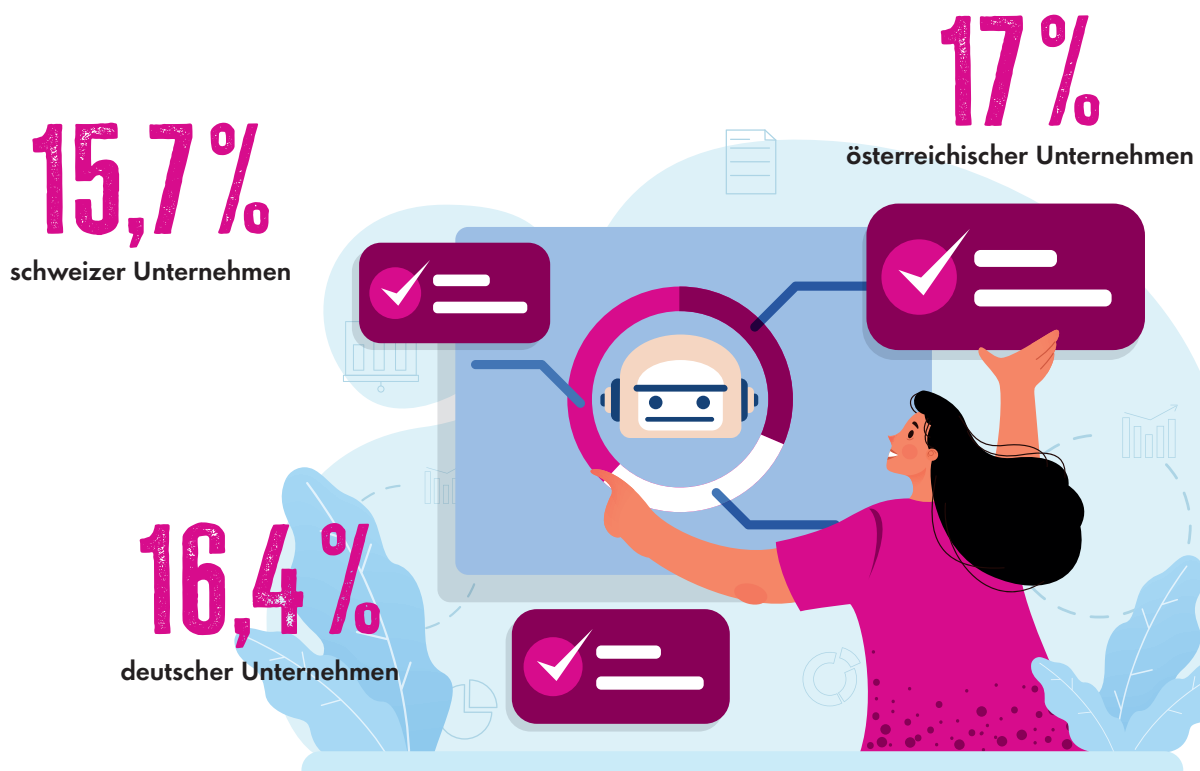 17 %
österreichischer Unternehmen
15,7 %
schweizer Unternehmen
16,4 %
deutscher Unternehmen